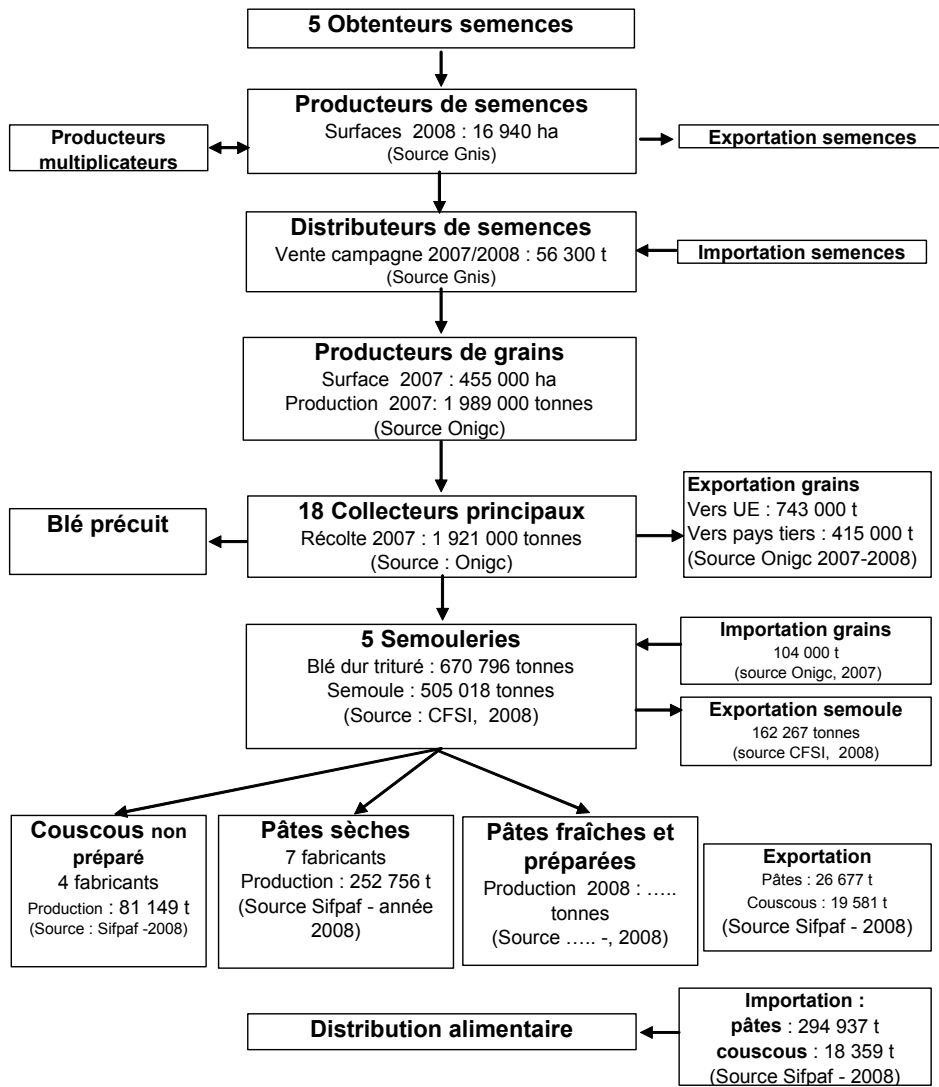 5 Obtenteurs semences
Producteurs de semences
Surfaces 2008 : 16 940 ha
(Source Gnis)
Producteurs
multiplicateurs
Exportation semences
Distributeurs de semences
Vente campagne 2007/2008 : 56 300 t
(Source Gnis)
Importation semences
Producteurs de grains
Surface 2007 : 455 000 ha
Production 2007: 1 989 000 tonnes
(Source Onigc)
Blé précuit
18 Collecteurs principaux
Récolte 2007 : 1 921 000 tonnes
(Source : Onigc)
Exportation grains
Vers UE : 743 000 t
Vers pays tiers : 415 000 t
(Source Onigc 2007-2008)
5 Semouleries
Blé dur trituré : 670 796 tonnes
Semoule : 505 018 tonnes
(Source : CFSI, 2008)
Importation grains
104 000 t
(source Onigc, 2007)
Exportation semoule
162 267 tonnes
(source CFSI, 2008)
Couscous non
préparé
4 fabricants
Production : 81 149 t
(Source : Sifpaf -2008)
Pâtes sèches
7 fabricants
Production : 252 756 t
(Source Sifpaf - année
2008)
Pâtes fraîches et
préparées
Production 2008 : …..
tonnes
(Source ….. -, 2008)
Exportation
Pâtes : 26 677 t
Couscous : 19 581 t
(Source Sifpaf - 2008)
Distribution alimentaire
Importation :
pâtes : 294 937 t
couscous : 18 359 t
(Source Sifpaf - 2008)